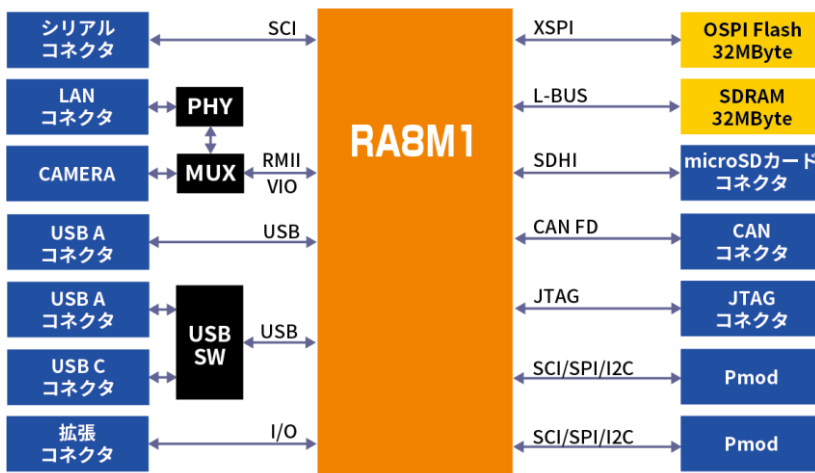 シリアル
コネクタ
SCI
LAN
コネクタ
PHY
CAMERA
MUX
RMII
VIO
USB A
コネクタ
USB
USB A
コネクタ
USB C
コネクタ
USB
SW
USB
拡張
コネクタ
I/O
RA8M1
XSPI
OSPI Flash
32MByte
L-BUS
SDRAM
32MByte
SDHI
microSDカード
コネクタ
CAN FD
CAN
コネクタ
JTAG
JTAG
コネクタ
SCI/SPI/I2C
Pmod
SCI/SPI/I2C
Pmod